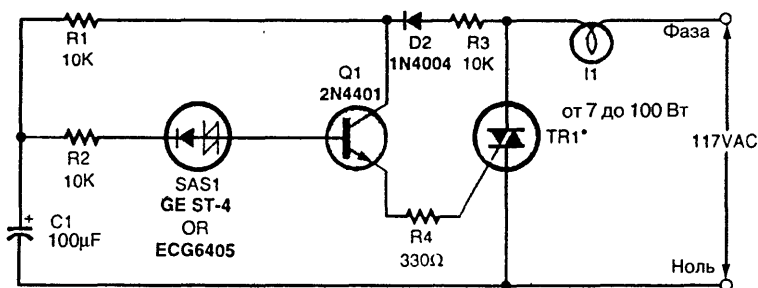 R1
10K
D2
1N4004
R3
10K
Фаза
I1
Q1
2N4401
от 7 до 100 Вт
TR1*
117VAC
R2
10K
SAS1
GE ST-4
OR
ECG6405
+
C1
100µF
R4
330Ω
Ноль